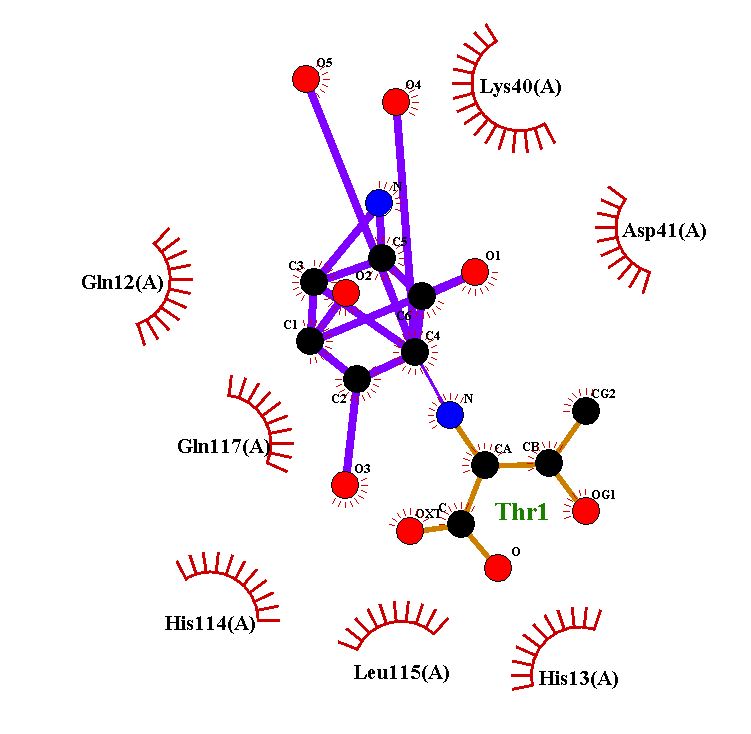 O5
O4
Lys40(A)
N
Asp41(A)
C5
O1
C3
O2
Gln12(A)
C6
C1
C4
C2
CG2
N
Gln117(A)
CA
CB
O3
OG1
OXT
C
Thr1
O
His114(A)
Leu115(A)
His13(A)